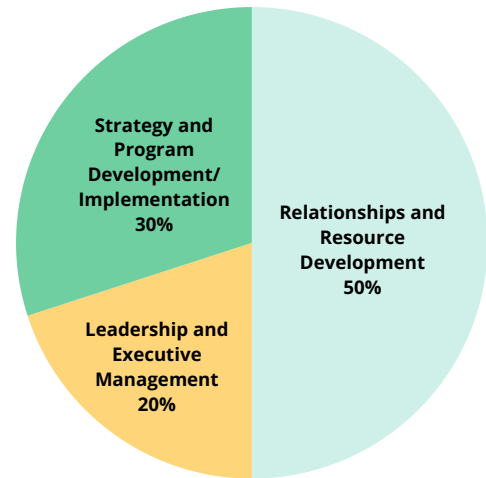 Strategy and
Program
Development/
Implementation
30%
Relationships and
Resource
Development
50%
Leadership and
Executive
Management
20%